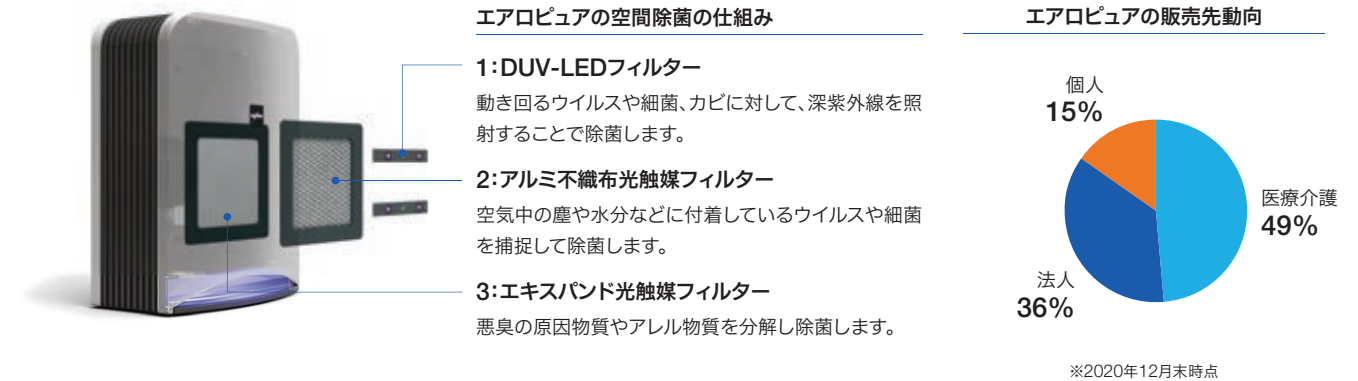 エアロピュアの空間除菌の仕組み
1:DUV-LEDフィルター
動き回るウイルスや細菌、カビに対して、深紫外線を照
射することで除菌します。
2:アルミ不織布光触媒フィルター
空気中の塵や水分などに付着しているウイルスや細菌
を捕捉して除菌します。
3:エキスパンド光触媒フィルター
悪臭の原因物質やアレル物質を分解し除菌します。
エアロピュアの販売先動向
個人
15%
医療介護
49%
法人
36%
※2020年12月末時点